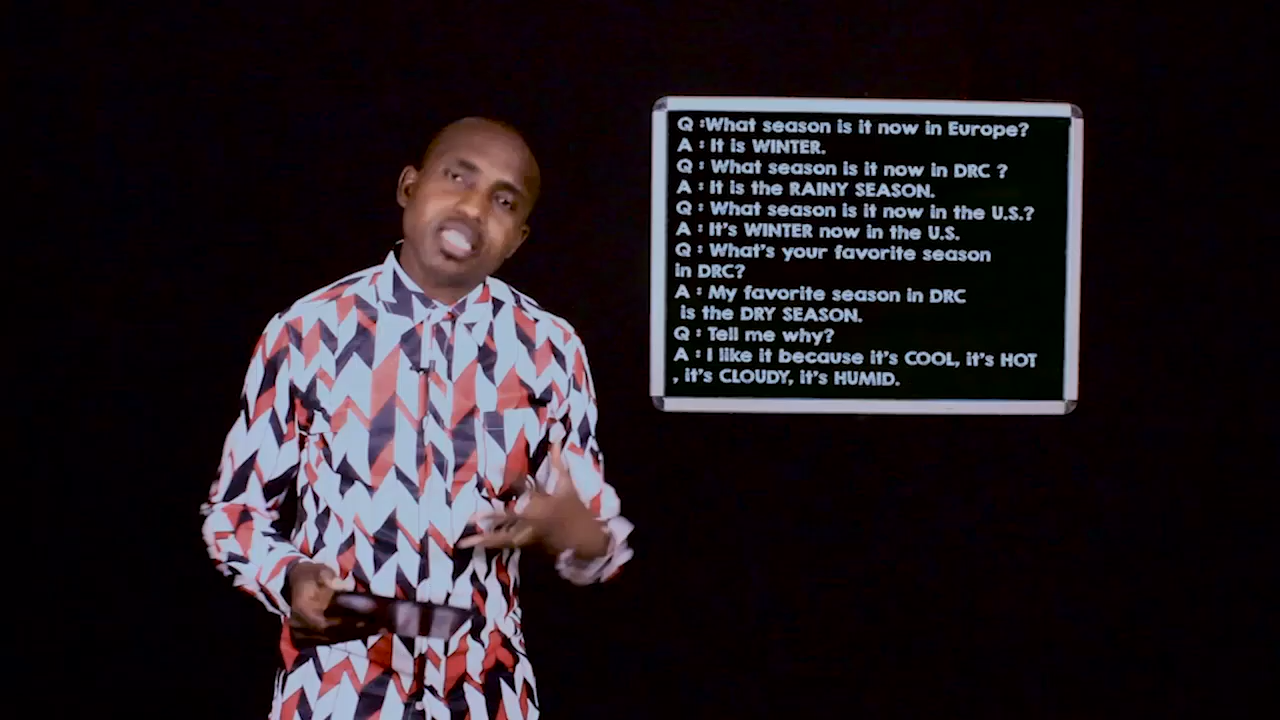 Q :What season is it now in Europe?
A : It is WINTER.
Q : What season is it now in DRC ?
A : It is the RAINY SEASON.
Q : What season is it now in the U.S.?
A : It's WINTER now in the U.S.
Q : What's your favorite season
in DRC?
A : My favorite season in DRC
is the DRY SEASON.
Q : Tell me why?
A : I like it because it's COOL, it's HOT
, it's CLOUDY, it's HUMID.